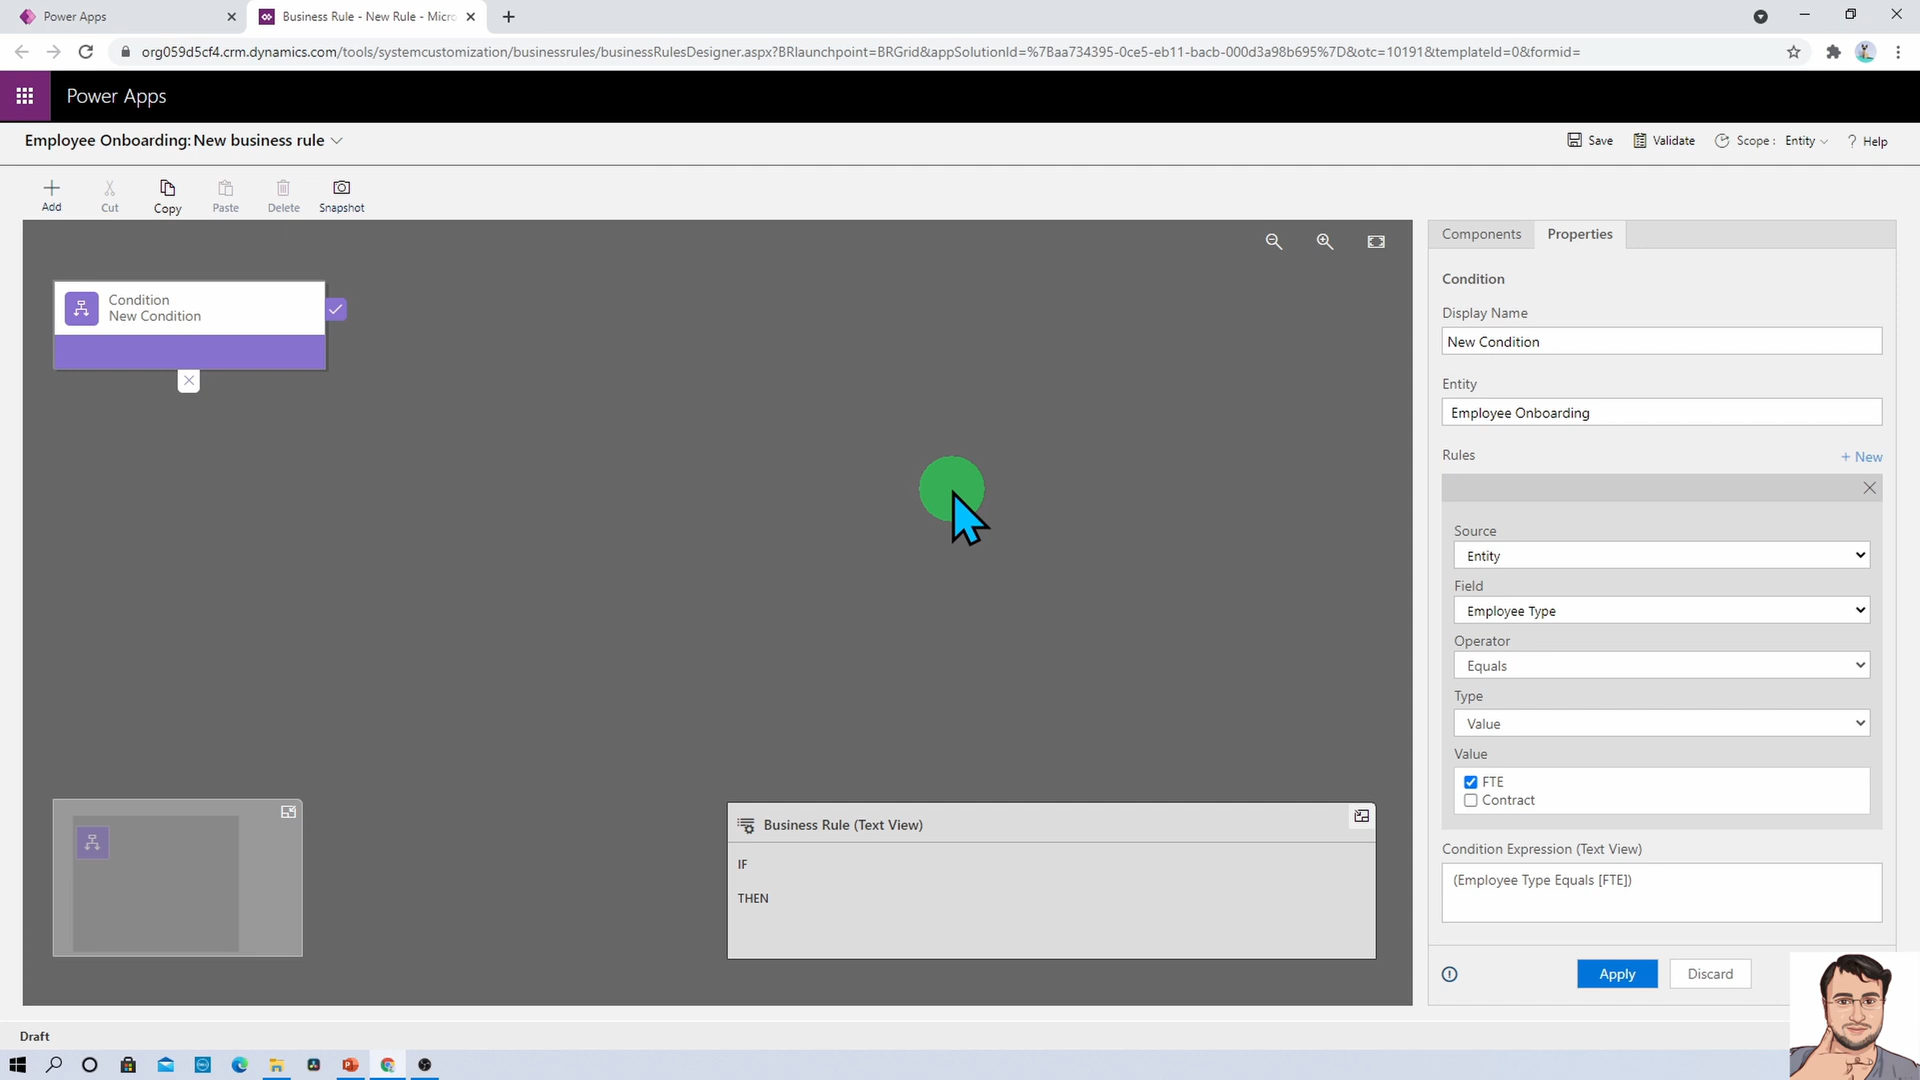 Power Apps
Business Rule - New Rule - Micro
org059d5cf4.crm.dynamics.com/tools/systemcustomization/businessrules/businessRulesDesigner.aspx?BRlaunchpoint=BRGrid&appSolutionId=%7Baa734395-0ce5-eb11-bacb-000d3a98b695%7D&otc=10191&templateId=0&formid=
Power Apps
Employee Onboarding: New business rule
Save
Validate
Scope :
Entity
? Help
Add
Cut
Copy
Paste
Delete
Snapshot
Components
Properties
Condition
New Condition
Condition
Display Name
New Condition
Entity
Employee Onboarding
Rules
+ New
Source
Entity
Field
Employee Type
Operator
Equals
Type
Value
Value
FTE
Contract
Business Rule (Text View)
IF
THEN
Condition Expression (Text View)
(Employee Type Equals [FTE])
Apply
Discard
Draft